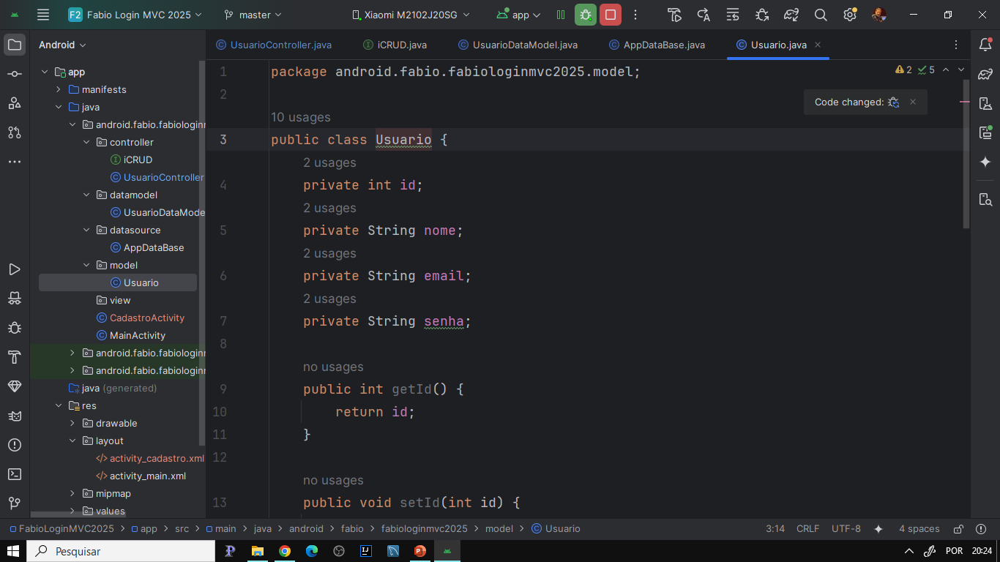 F2 Fabio Login MVC 2025 master Xiaomi M2102J20SG app
Android
UsuarioController.java iCRUD.java UsuarioDataModel.java AppDataBase.java Usuario.java
app
manifests
java
android.fabio.fabiologinr
controller
iCRUD
UsuarioController
datamodel
UsuarioDataMode
datasource
AppDataBase
model
Usuario
view
CadastroActivity
MainActivity
android.fabio.fabiologinr
android.fabio.fabiologinr
java (generated)
res
drawable
layout
activity_cadastro.xml
activity_main.xml
mipmap
values
2 5
Code changed:
1 package android.fabio.fabiologinmvc2025.model;
2
10 usages
3 public class Usuario {
2 usages
4 private int id;
2 usages
5 private String nome;
2 usages
6 private String email;
2 usages
7 private String senha;
8
no usages
9 public int getId() {
10 return id;
11 }
12
no usages
13 public void setId(int id) {
FabioLoginMVC2025 > app > src > main > java > android > fabio > fabiologinmvc2025 > model > Usuario 3:14 CRLF UTF-8 4 spaces
Pesquisar POR 20:24